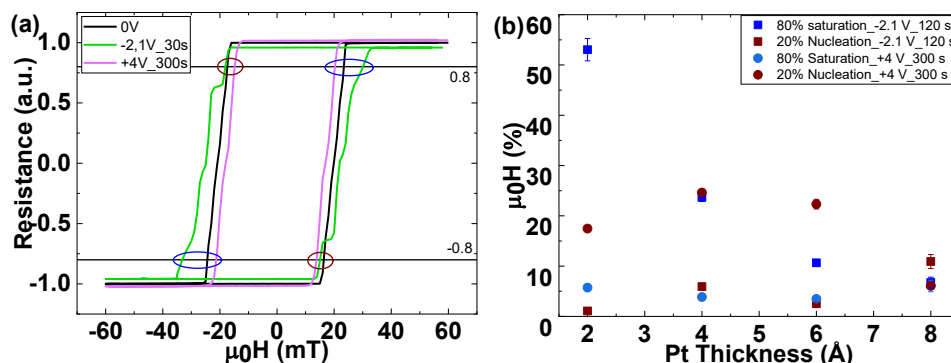 (a)
0V
-2,1V_30s
+4V_300s
Resistance (a.u.)
1.0
0.5
0.0
-0.5
-1.0
0.8
-0.8
-60 -40 -20 0 20 40 60
μ0H (mT)
(b)
80% saturation_-2.1 V_120 s
20% Nucleation_-2.1 V_120 s
80% Saturation_+4 V_300 s
20% Nucleation_+4 V_300 s
μ0H (%)
60
50
40
30
20
10
0
2 3 4 5 6 7 8
Pt Thickness (Å)